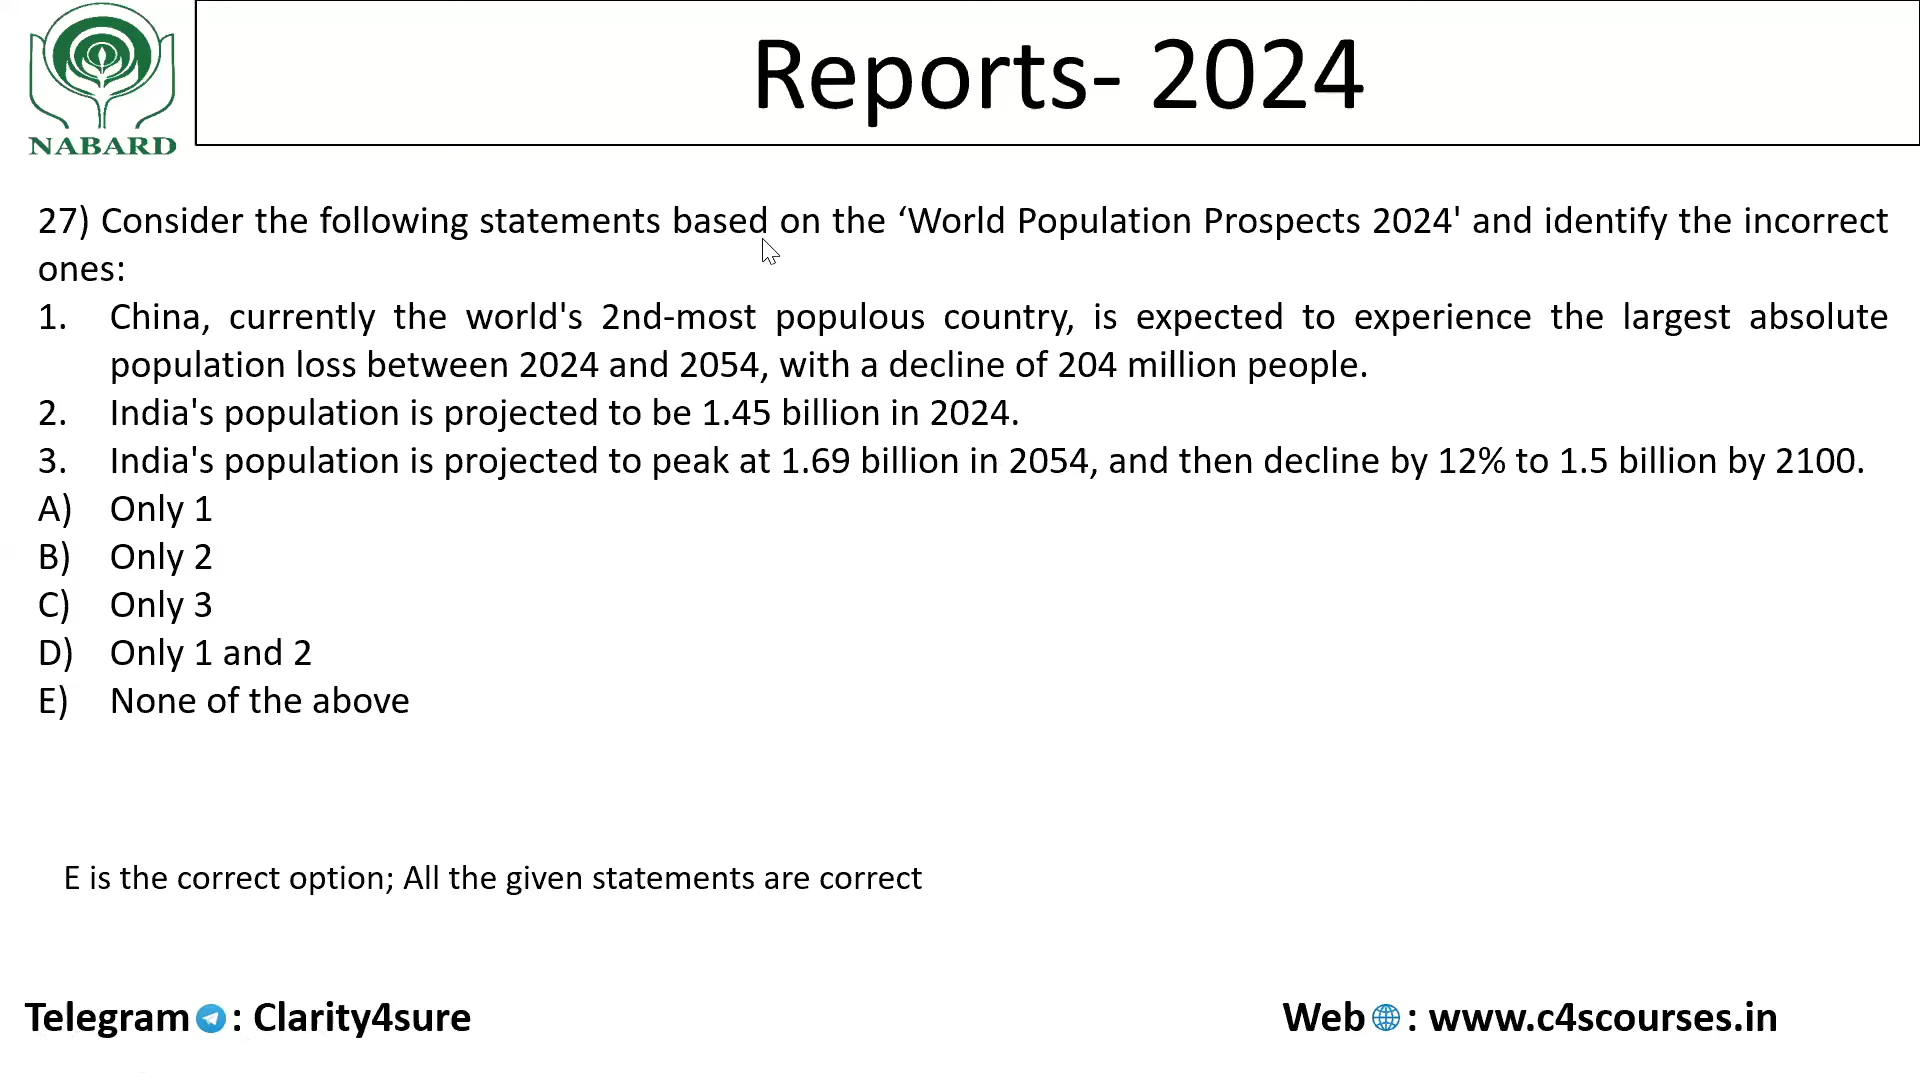 NABARD
Reports- 2024
27) Consider the following statements based on the ‘World Population Prospects 2024' and identify the incorrect
ones:
1. China, currently the world's 2nd-most populous country, is expected to experience the largest absolute
population loss between 2024 and 2054, with a decline of 204 million people.
2. India's population is projected to be 1.45 billion in 2024.
3. India's population is projected to peak at 1.69 billion in 2054, and then decline by 12% to 1.5 billion by 2100.
A) Only 1
B) Only 2
C) Only 3
D) Only 1 and 2
E) None of the above
E is the correct option; All the given statements are correct
Telegram : Clarity4sure
Web : www.c4scourses.in